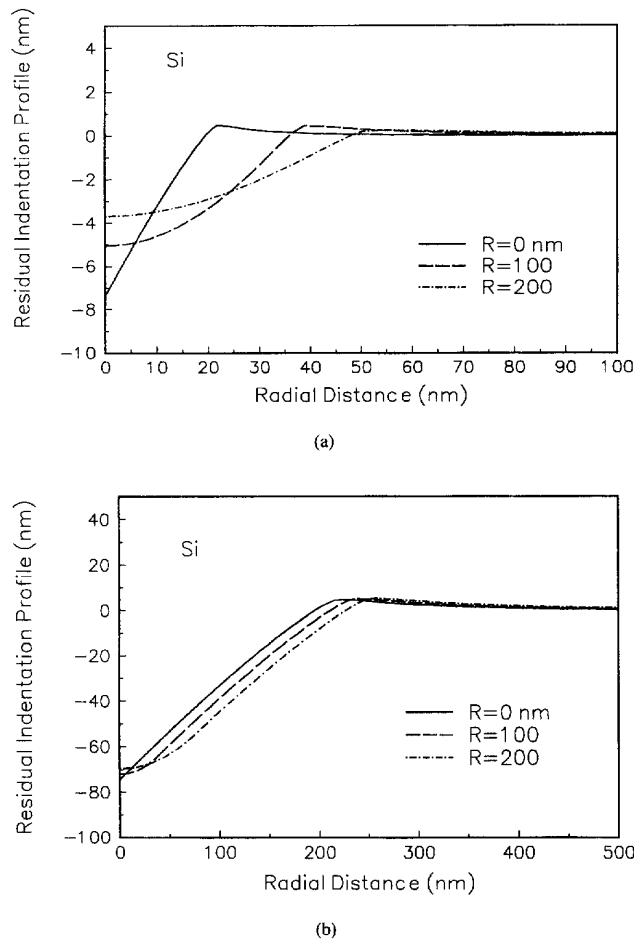 Residual Indentation Profile (nm)
Si
4
2
0
−2
−4
−6
−8
−10
R=0 nm
R=100
R=200
0 10 20 30 40 50 60 70 80 90 100
Radial Distance (nm)
(a)
Residual Indentation Profile (nm)
Si
40
20
0
−20
−40
−60
−80
−100
R=0 nm
R=100
R=200
0 100 200 300 400 500
Radial Distance (nm)
(b)